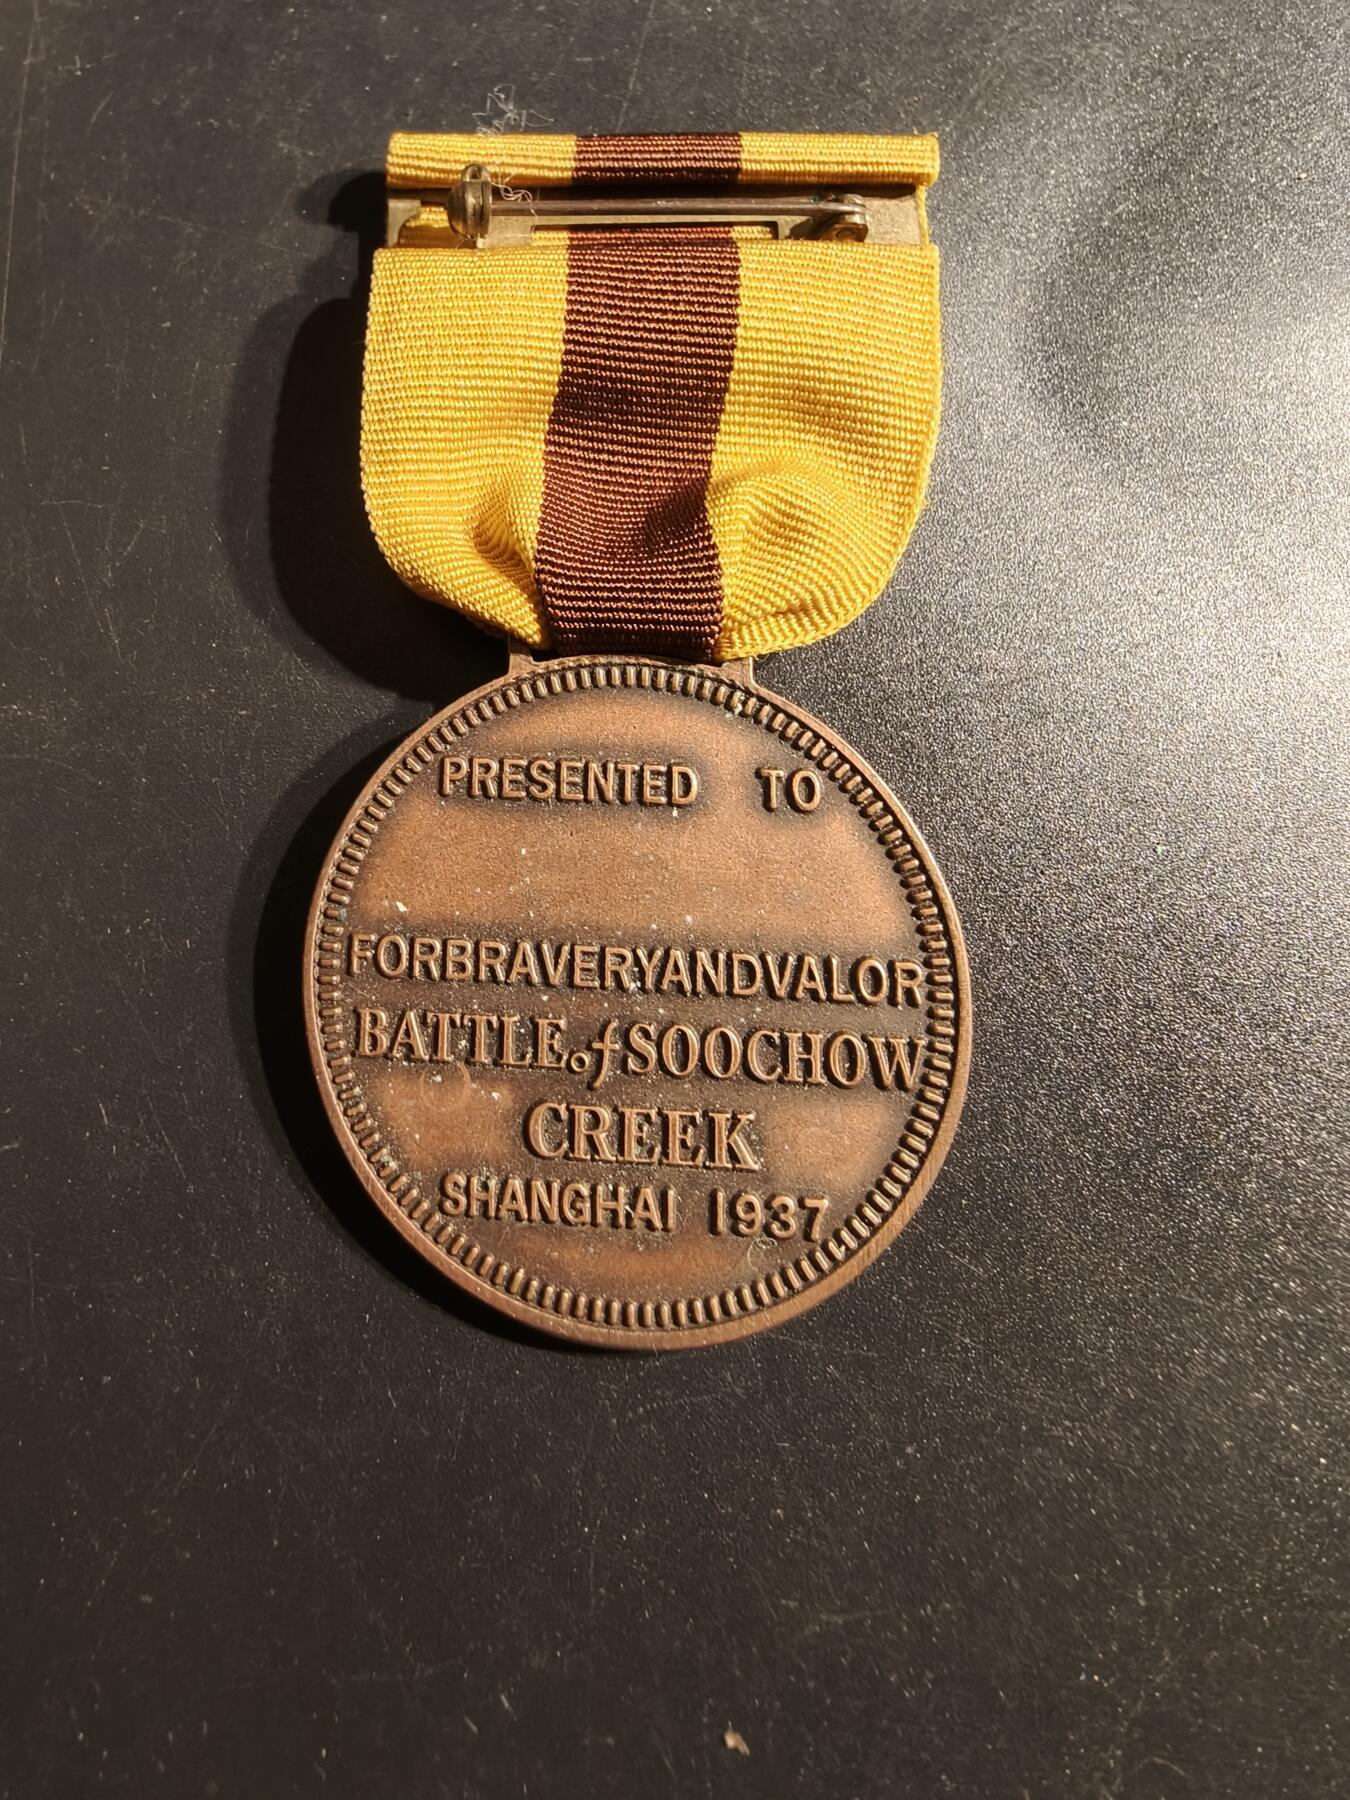 PRESENTED TO
FORBRAVERYANDVALOR
BATTLE of SOOCHOW
CREEK
SHANGHAI 1937